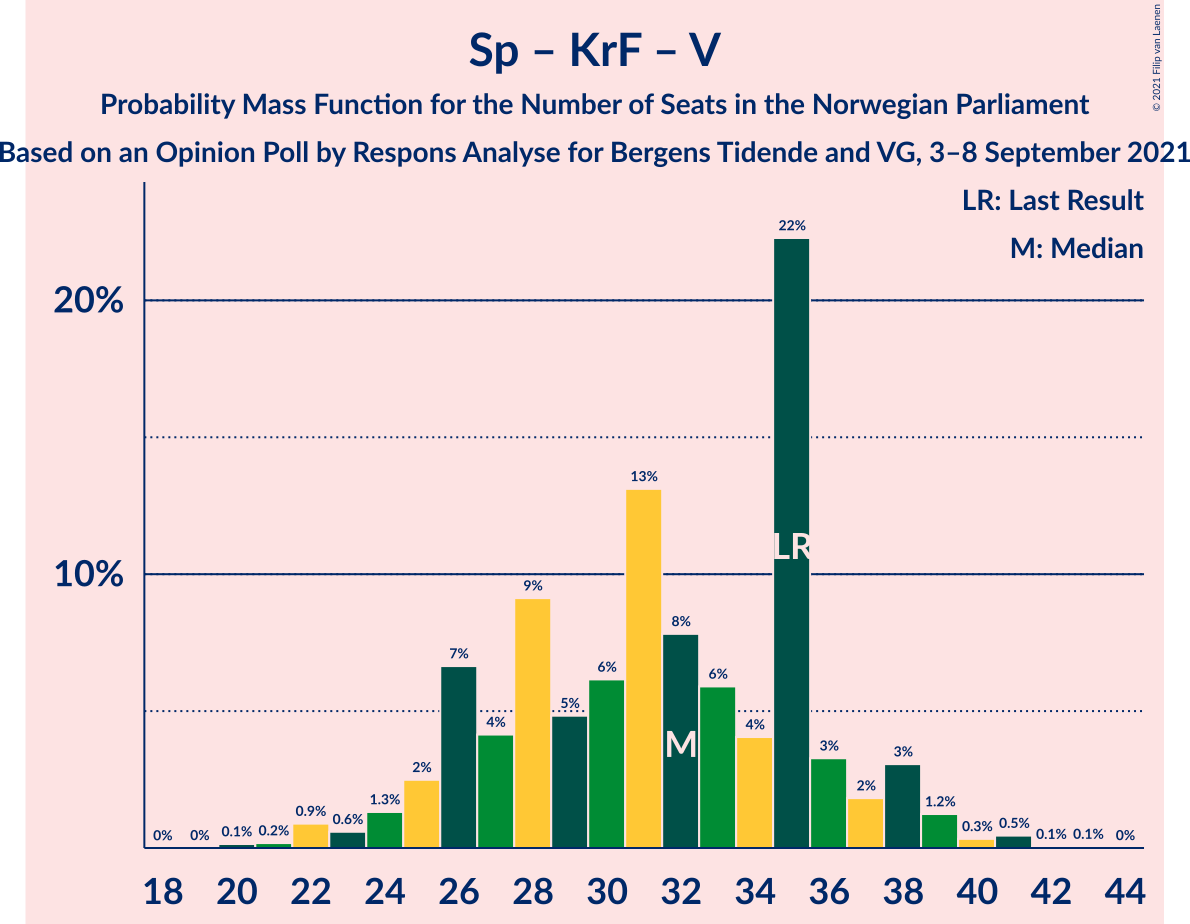 Sp – KrF – V
Probability Mass Function for the Number of Seats in the Norwegian Parliament
Based on an Opinion Poll by Respons Analyse for Bergens Tidende and VG, 3–8 September 2021
© 2021 Filip van Laenen
LR: Last Result
M: Median
20%
10%
0% 0% 0.1% 0.2% 0.9% 0.6% 1.3% 2% 7% 4% 9% 5% 6% 13% 8% 6% 4% 22% 3% 2% 3% 1.2% 0.3% 0.5% 0.1% 0.1% 0%
LR
M
18 20 22 24 26 28 30 32 34 36 38 40 42 44